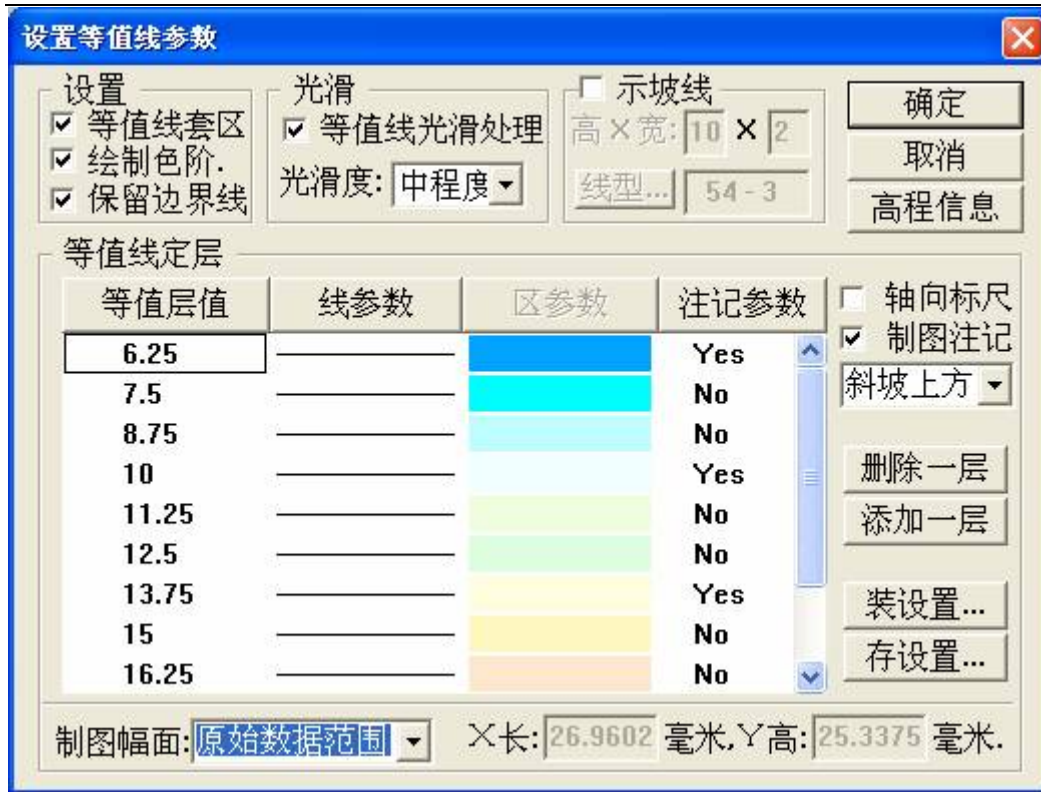 设置等值线参数
设置
等值线套区
绘制色阶.
保留边界线
光滑
等值线光滑处理
光滑度: 中程度
示坡线
高×宽: 10 × 2
线型... 54-3
确定
取消
高程信息
等值线定层
等值层值 线参数 区参数 注记参数
6.25 Yes
7.5 No
8.75 No
10 Yes
11.25 No
12.5 No
13.75 Yes
15 No
16.25 No
轴向标尺
制图注记
斜坡上方
删除一层
添加一层
装设置...
存设置...
制图幅面: 原始数据范围 X长: 26.9602 毫米,Y高: 25.3375 毫米.